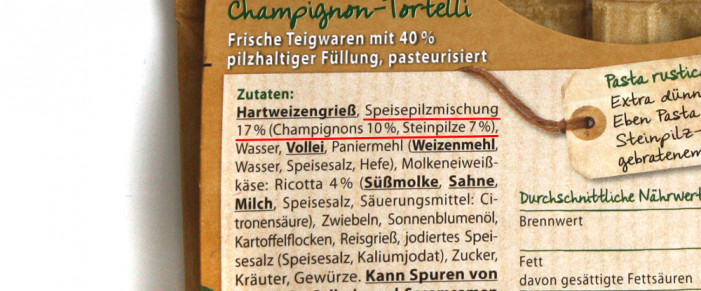 Champignon-Tortelli
Frische Teigwaren mit 40 %
pilzhaltiger Füllung, pasteurisiert
Zutaten:
Hartweizengrieß, Speisepilzmischung
17 % (Champignons 10 %, Steinpilze 7 %),
Wasser, Vollei, Paniermehl (Weizenmehl,
Wasser, Speisesalz, Hefe), Molkeneiweiß-
käse: Ricotta 4 % (Süßmolke, Sahne,
Milch, Speisesalz, Säuerungsmittel: Ci-
tronensäure), Zwiebeln, Sonnenblumenöl,
Kartoffelflocken, Reisgrieß, jodiertes Spei-
sesalz (Speisesalz, Kaliumjodat), Zucker,
Kräuter, Gewürze. Kann Spuren von
Pasta rustic
Extra dünn
Eben Pasta
Steinpilz-
gebratenem
Durchschnittliche Nährwert
Brennwert
Fett
davon gesättigte Fettsäuren